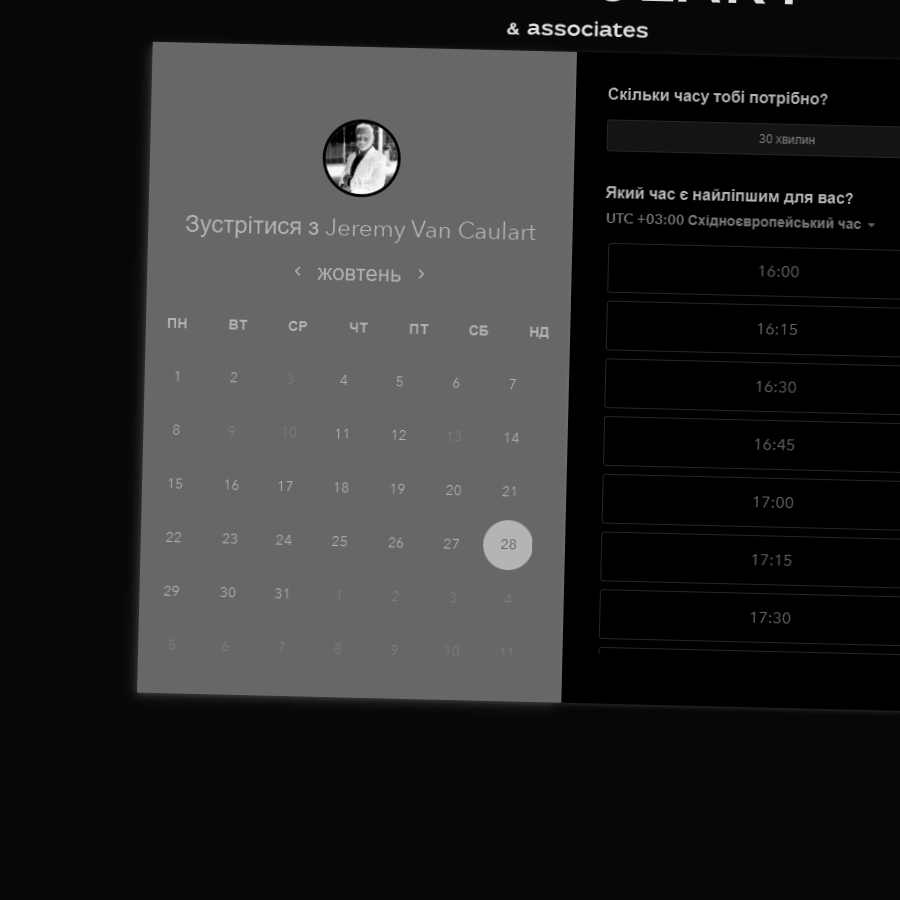 & associates
Зустрітися з Jeremy Van Caulart
‹ жовтень ›
ПН ВТ СР ЧТ ПТ СБ НД
1 2 3 4 5 6 7
8 9 10 11 12 13 14
15 16 17 18 19 20 21
22 23 24 25 26 27 28
29 30 31 1 2 3 4
5 6 7 8 9 10 11
Скільки часу тобі потрібно?
30 хвилин
Який час є найліпшим для вас?
UTC +03:00 Східноєвропейський час
16:00
16:15
16:30
16:45
17:00
17:15
17:30